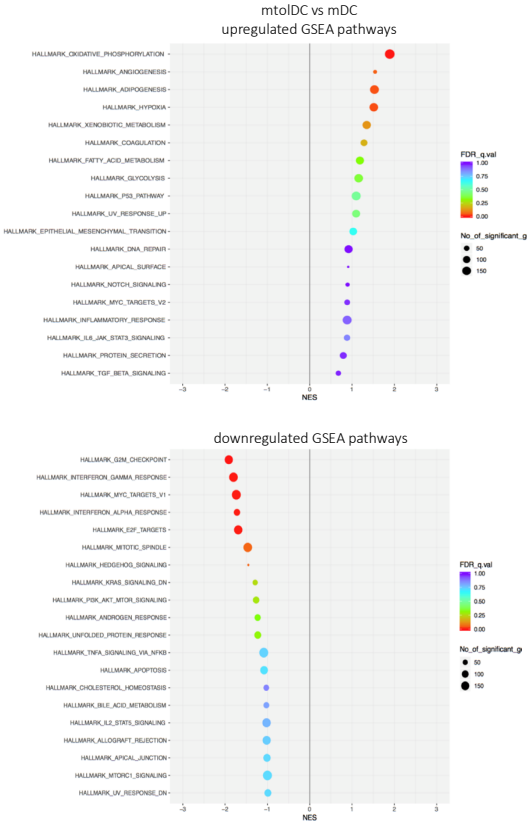 mtolDC vs mDC
upregulated GSEA pathways
HALLMARK_OXIDATIVE_PHOSPHORYLATION
HALLMARK_ANGIOGENESIS
HALLMARK_ADIPOGENESIS
HALLMARK_HYPOXIA
HALLMARK_XENOBIOTIC_METABOLISM
HALLMARK_COAGULATION
HALLMARK_FATTY_ACID_METABOLISM
HALLMARK_GLYCOLYSIS
HALLMARK_P53_PATHWAY
HALLMARK_UV_RESPONSE_UP
HALLMARK_EPITHELIAL_MESENCHYMAL_TRANSITION
HALLMARK_DNA_REPAIR
HALLMARK_APICAL_SURFACE
HALLMARK_NOTCH_SIGNALING
HALLMARK_MYC_TARGETS_V2
HALLMARK_INFLAMMATORY_RESPONSE
HALLMARK_IL6_JAK_STAT3_SIGNALING
HALLMARK_PROTEIN_SECRETION
HALLMARK_TGF_BETA_SIGNALING
−3 −2 −1 0 1 2 3
NES
FDR_q.val
1.00
0.75
0.50
0.25
0.00
No_of_significant_g
50
100
150
downregulated GSEA pathways
HALLMARK_G2M_CHECKPOINT
HALLMARK_INTERFERON_GAMMA_RESPONSE
HALLMARK_MYC_TARGETS_V1
HALLMARK_INTERFERON_ALPHA_RESPONSE
HALLMARK_E2F_TARGETS
HALLMARK_MITOTIC_SPINDLE
HALLMARK_HEDGEHOG_SIGNALING
HALLMARK_KRAS_SIGNALING_DN
HALLMARK_PI3K_AKT_MTOR_SIGNALING
HALLMARK_ANDROGEN_RESPONSE
HALLMARK_UNFOLDED_PROTEIN_RESPONSE
HALLMARK_TNFA_SIGNALING_VIA_NFKB
HALLMARK_APOPTOSIS
HALLMARK_CHOLESTEROL_HOMEOSTASIS
HALLMARK_BILE_ACID_METABOLISM
HALLMARK_IL2_STAT5_SIGNALING
HALLMARK_ALLOGRAFT_REJECTION
HALLMARK_APICAL_JUNCTION
HALLMARK_MTORC1_SIGNALING
HALLMARK_UV_RESPONSE_DN
−3 −2 −1 0 1 2 3
NES
FDR_q.val
1.00
0.75
0.50
0.25
0.00
No_of_significant_g
50
100
150